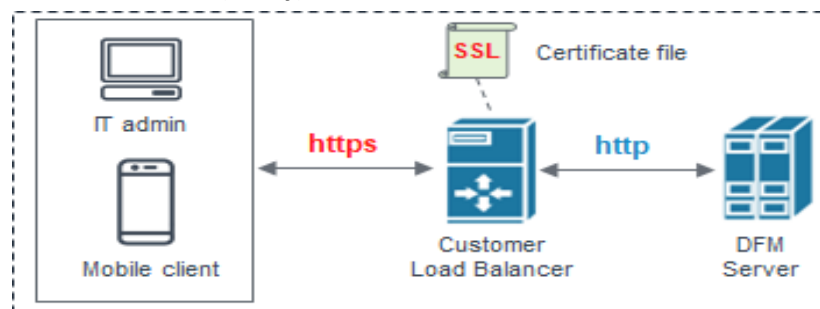 SSL
Certificate file
IT admin
https
http
Mobile client
Customer
Load Balancer
DFM
Server